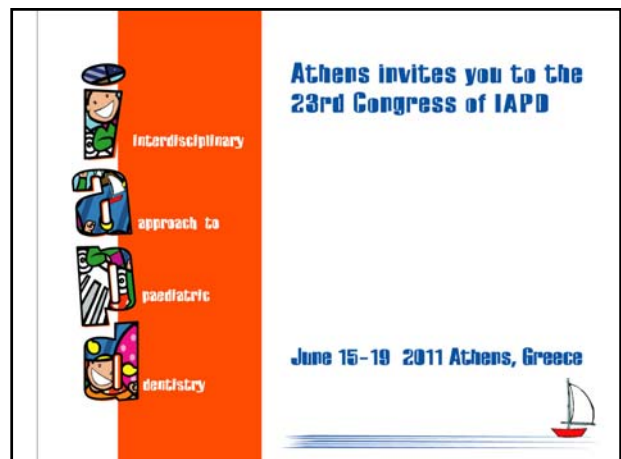 i
interdisciplinary
a
approach to
p
paediatric
d
dentistry
Athens invites you to the
23rd Congress of IAPD
June 15-19 2011 Athens, Greece